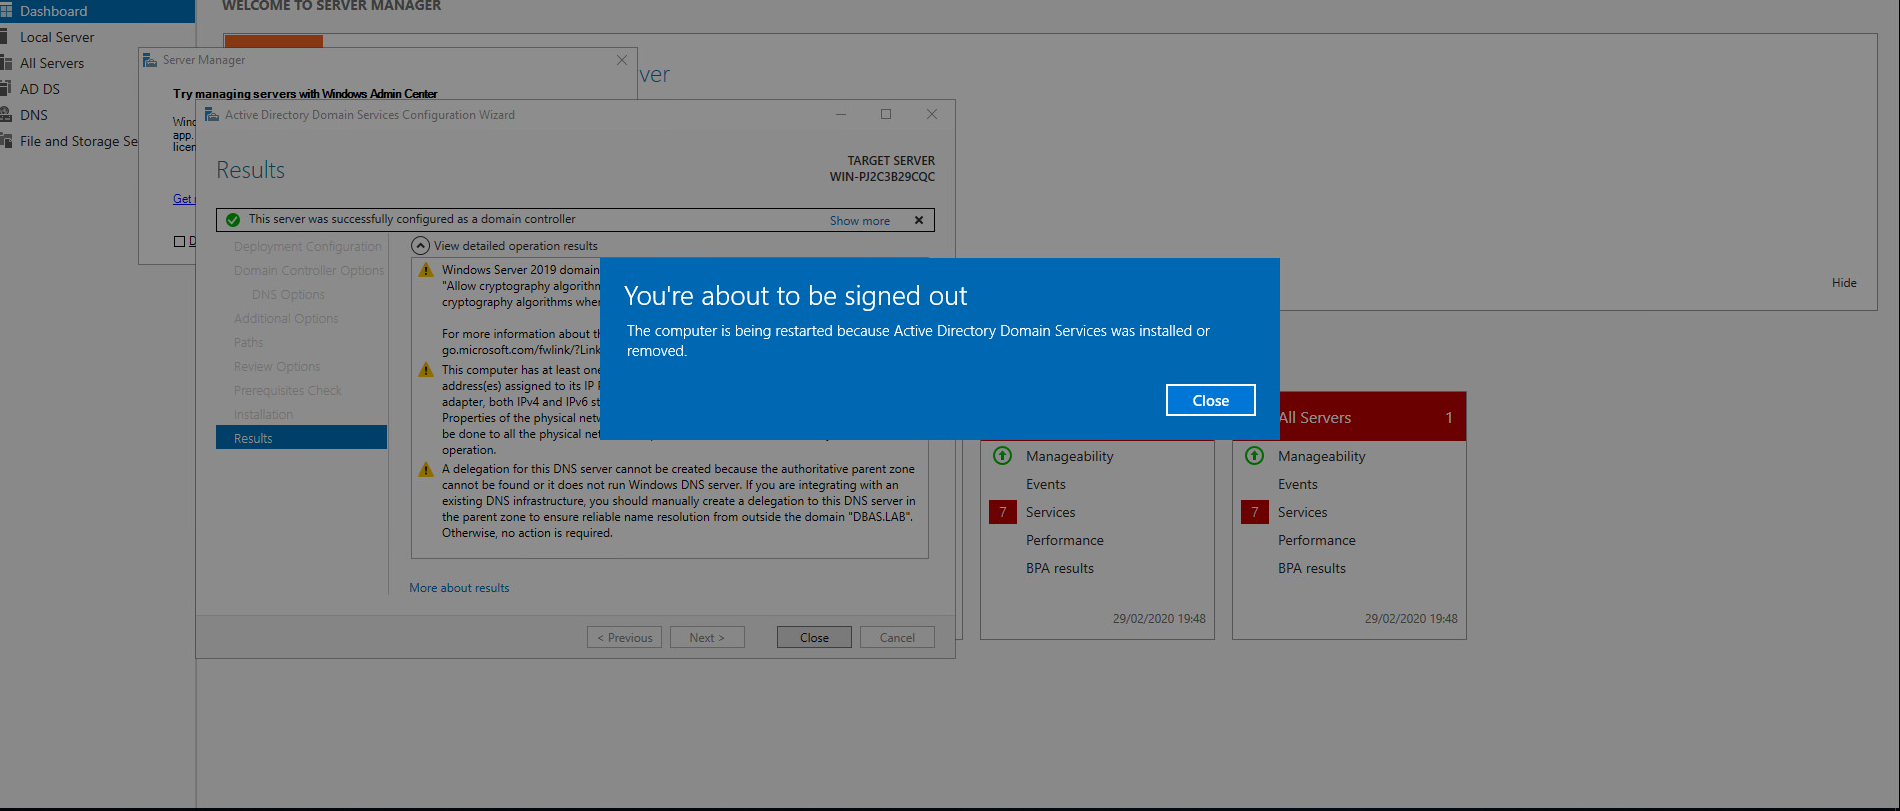 Dashboard
Local Server
All Servers
AD DS
DNS
File and Storage Se
WELCOME TO SERVER MANAGER
ver
Hide
Server Manager
Try managing servers with Windows Admin Center
Wind
app.
licen
Get
D
Active Directory Domain Services Configuration Wizard
Results
TARGET SERVER
WIN-PJ2C3B29CQC
This server was successfully configured as a domain controller
Show more
Deployment Configuration
Domain Controller Options
DNS Options
Additional Options
Paths
Review Options
Prerequisites Check
Installation
Results
View detailed operation results
Windows Server 2019 domain
"Allow cryptography algorithm
cryptography algorithms when
For more information about th
go.microsoft.com/fwlink/?Link
This computer has at least one
address(es) assigned to its IP P
adapter, both IPv4 and IPv6 st
Properties of the physical netw
be done to all the physical net
operation.
A delegation for this DNS server cannot be created because the authoritative parent zone
cannot be found or it does not run Windows DNS server. If you are integrating with an
existing DNS infrastructure, you should manually create a delegation to this DNS server in
the parent zone to ensure reliable name resolution from outside the domain "DBAS.LAB".
Otherwise, no action is required.
More about results
< Previous
Next >
Close
Cancel
You're about to be signed out
The computer is being restarted because Active Directory Domain Services was installed or
removed.
Close
Manageability
Events
7 Services
Performance
BPA results
29/02/2020 19:48
All Servers 1
Manageability
Events
7 Services
Performance
BPA results
29/02/2020 19:48